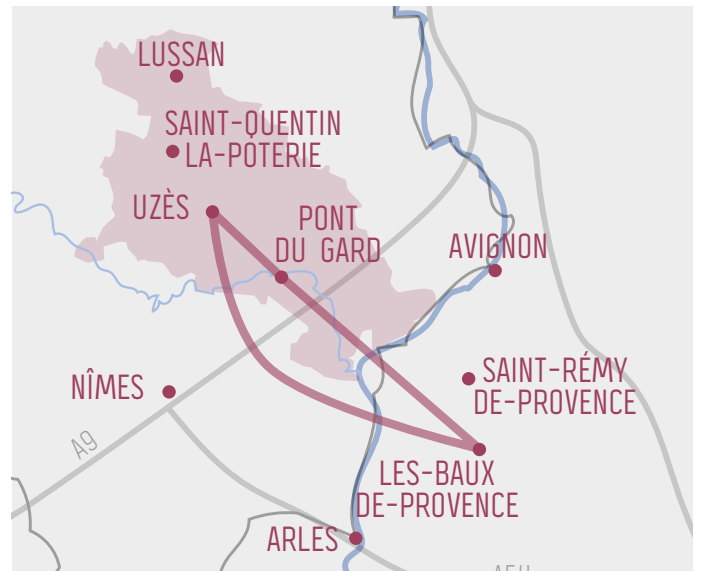 LUSSAN
SAINT-QUENTIN
LA-POTERIE
UZÈS
PONT
DU GARD
AVIGNON
NÎMES
SAINT-RÉMY
DE-PROVENCE
A9
LES-BAUX
DE-PROVENCE
ARLES